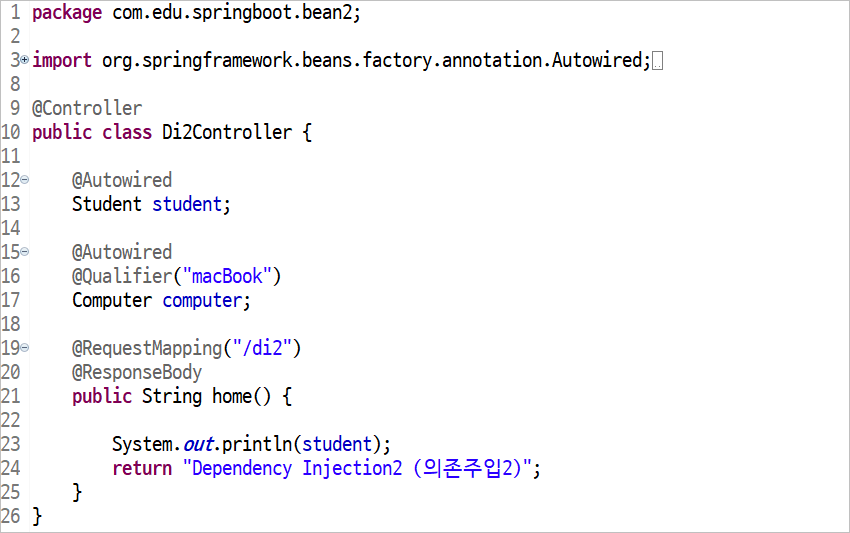 1 package com.edu.springboot.bean2;
2
3 import org.springframework.beans.factory.annotation.Autowired;
8
9 @Controller
10 public class Di2Controller {
11
12 @Autowired
13 Student student;
14
15 @Autowired
16 @Qualifier("macBook")
17 Computer computer;
18
19 @RequestMapping("/di2")
20 @ResponseBody
21 public String home() {
22
23 System.out.println(student);
24 return "Dependency Injection2 (의존주입2)";
25 }
26 }